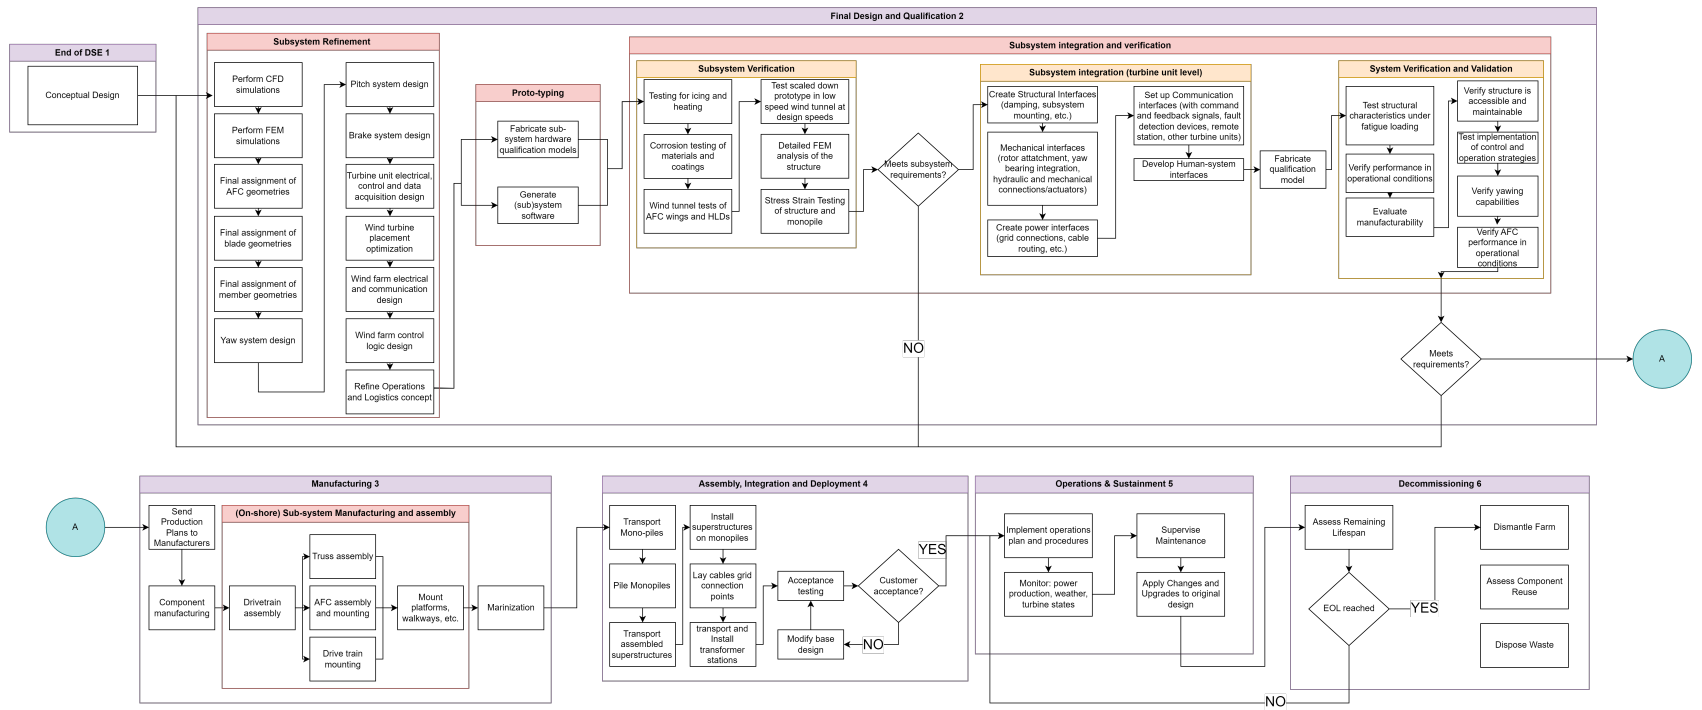 Final Design and Qualification 2
End of DSE 1
Conceptual Design
Subsystem Refinement
Perform CFD
simulations
Perform FEM
simulations
Final assignment of
AFC geometries
Final assignment of
blade geometries
Final assignment of
member geometries
Yaw system design
Pitch system design
Brake system design
Turbine unit electrical,
control and data
acquisition design
Wind turbine
placement
optimization
Wind farm electrical
and communication
design
Wind farm control
logic design
Refine Operations
and Logistics concept
Proto-typing
Fabricate sub-
system hardware
qualification models
Generate
(sub)system
software
Subsystem integration and verification
Subsystem Verification
Testing for icing and
heating
Corrosion testing of
materials and
coatings
Wind tunnel tests of
AFC wings and HLDs
Test scaled down
prototype in low
speed wind tunnel at
design speeds
Detailed FEM
analysis of the
structure
Stress Strain Testing
of structure and
monopile
Meets subsystem
requirements?
NO
Subsystem integration (turbine unit level)
Create Structural Interfaces
(damping, subsystem
mounting, etc.)
Mechanical interfaces
(rotor attatchment, yaw
bearing integration,
hydraulic and mechanical
connections/actuators)
Create power interfaces
(grid connections, cable
routing, etc.)
Set up Communication
interfaces (with command
and feedback signals, fault
detection devices, remote
station, other turbine units)
Develop Human-system
interfaces
Fabricate
qualification
model
System Verification and Validation
Test structural
characteristics under
fatigue loading
Verify performance in
operational conditions
Evaluate
manufacturability
Verify structure is
accessible and
maintainable
Test implementation
of control and
operation strategies
Verify yawing
capabilities
Verify AFC
performance in
operational
conditions
Meets
requirements?
A
A
Manufacturing 3
Send
Production
Plans to
Manufacturers
Component
manufacturing
(On-shore) Sub-system Manufacturing and assembly
Drivetrain
assembly
Truss assembly
AFC assembly
and mounting
Drive train
mounting
Mount
platforms,
walkways, etc.
Marinization
Assembly, Integration and Deployment 4
Transport
Mono-piles
Pile Monopiles
Transport
assembled
superstructures
Install
superstructures
on monopiles
Lay cables grid
connection
points
transport and
Install
transformer
stations
Acceptance
testing
Modify base
design
Customer
acceptance?
NO
YES
Operations & Sustainment 5
Implement operations
plan and procedures
Monitor: power
production, weather,
turbine states
Supervise
Maintenance
Apply Changes and
Upgrades to original
design
Decommissioning 6
Assess Remaining
Lifespan
EOL reached
YES
NO
Dismantle Farm
Assess Component
Reuse
Dispose Waste